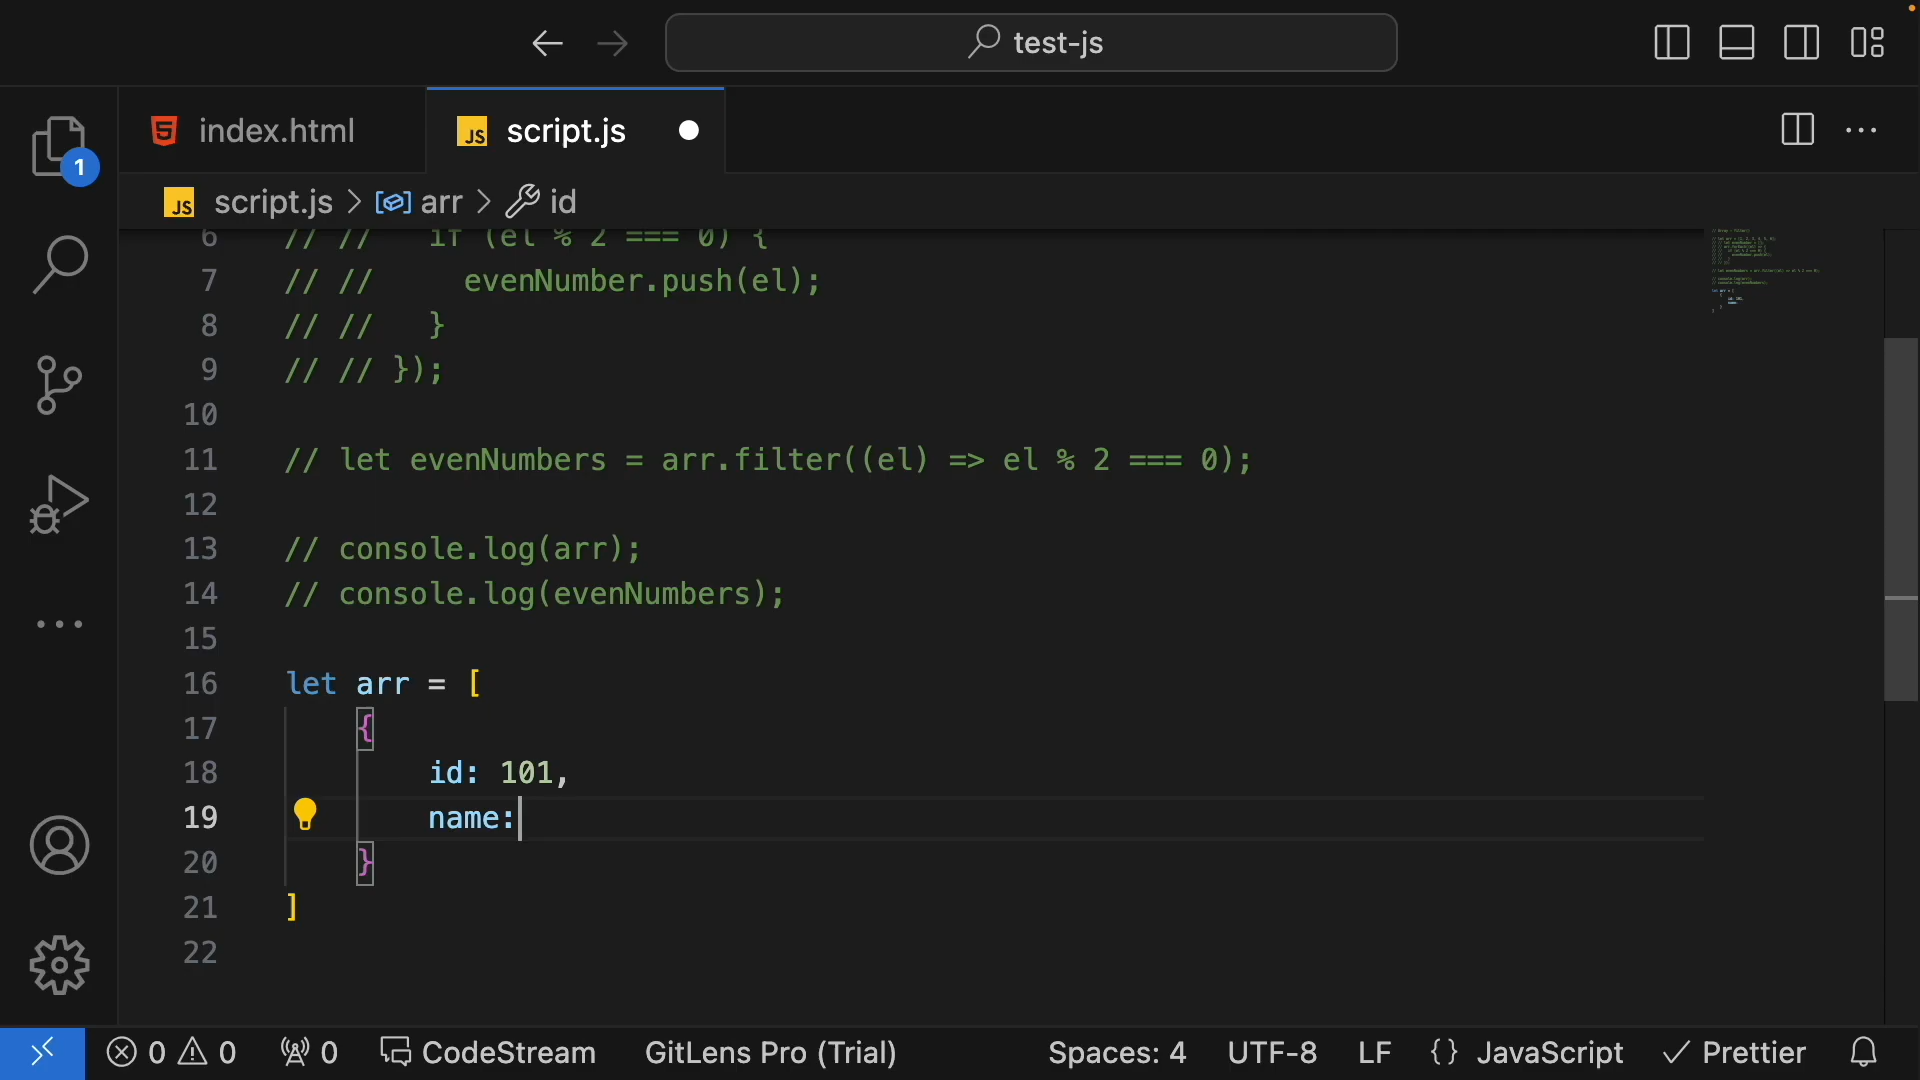 test-js
index.html
JS script.js
1
JS script.js > arr > id
6 // //   if (el % 2 === 0) {
7 // //     evenNumber.push(el);
8 // //   }
9 // // });
10
11 // let evenNumbers = arr.filter((el) => el % 2 === 0);
12
13 // console.log(arr);
14 // console.log(evenNumbers);
15
16 let arr = [
17     {
18         id: 101,
19         name:
20     }
21 ]
22
0 0 0 CodeStream GitLens Pro (Trial) Spaces: 4 UTF-8 LF {} JavaScript Prettier